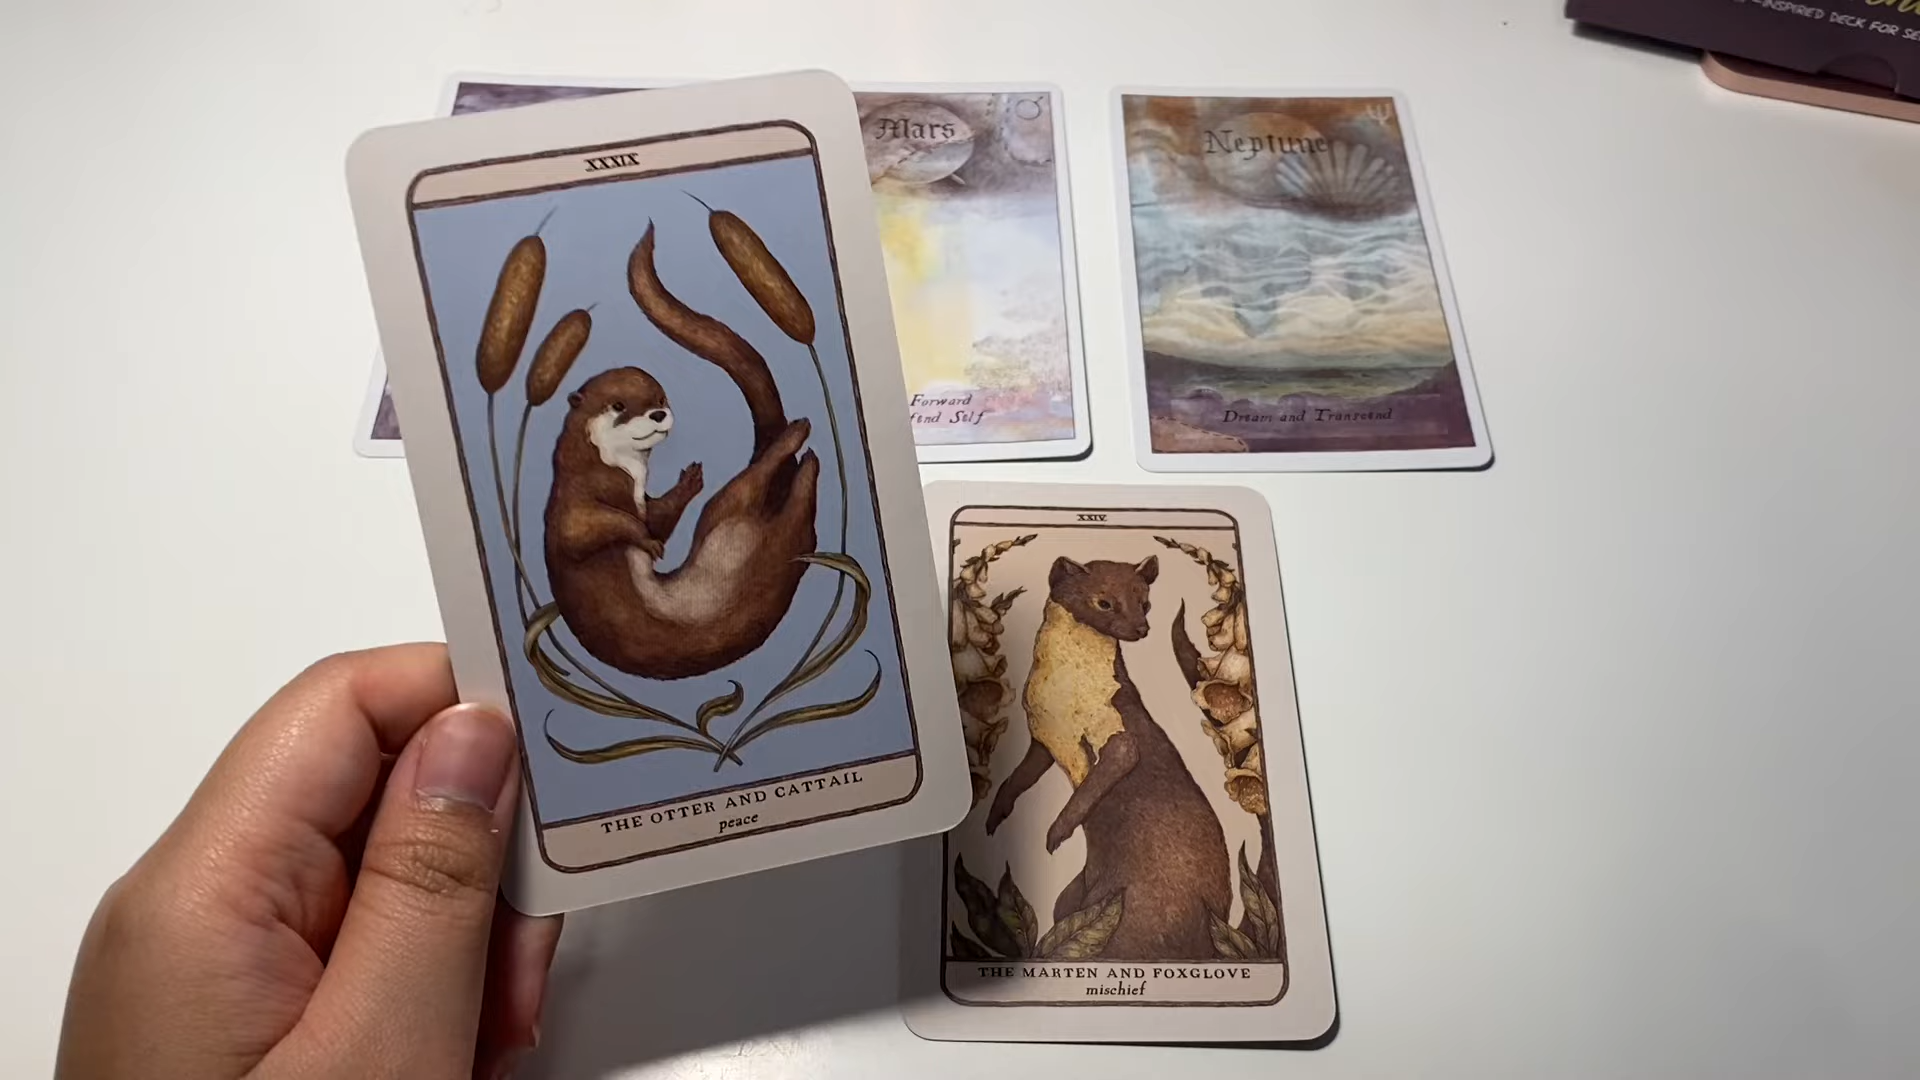 -INSPIRED DECK FOR
Mars
Forward
fend Self
Neptune
Dream and Transcend
XXXIX
THE OTTER AND CATTAIL
peace
XXIV
THE MARTEN AND FOXGLOVE
mischief